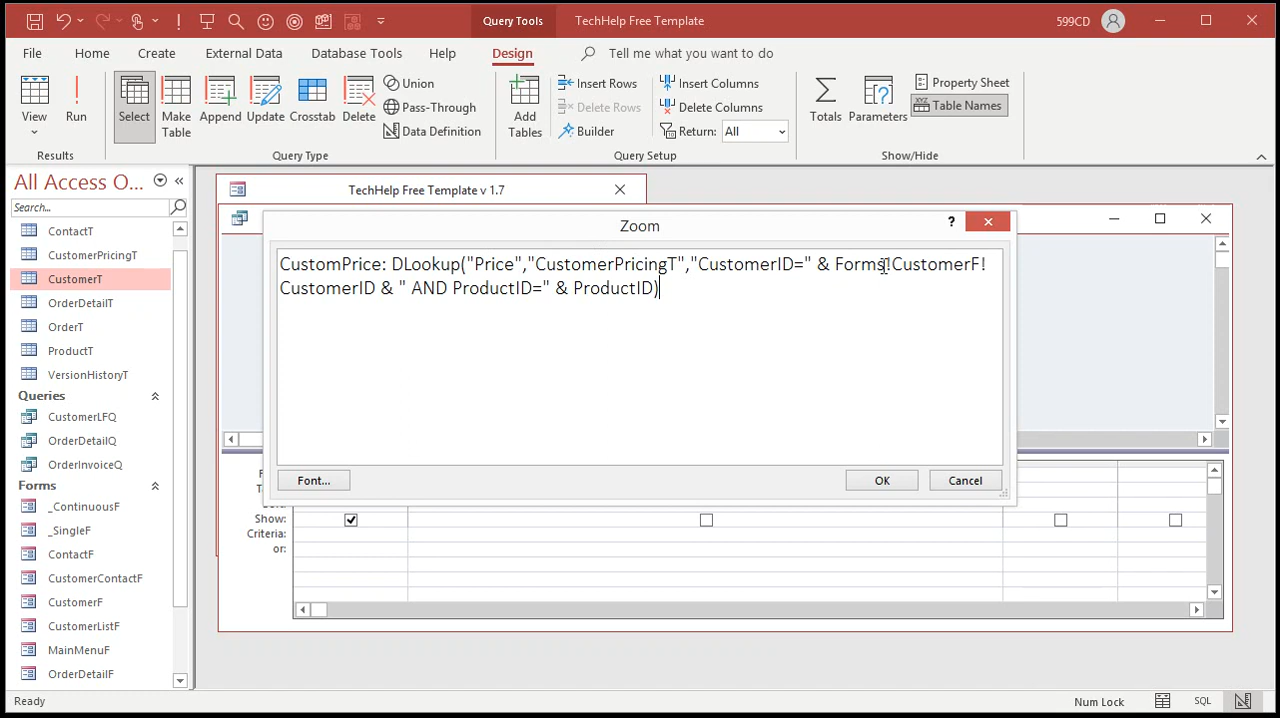 Query Tools
TechHelp Free Template
599CD
File
Home
Create
External Data
Database Tools
Help
Design
Tell me what you want to do
View
Run
Select
Make Table
Append
Update
Crosstab
Delete
Union
Pass-Through
Data Definition
Add Tables
Insert Rows
Delete Rows
Builder
Insert Columns
Delete Columns
Return: All
Totals
Parameters
Property Sheet
Table Names
Results
Query Type
Query Setup
Show/Hide
All Access O... «
Search...
ContactT
CustomerPricingT
CustomerT
OrderDetailT
OrderT
ProductT
VersionHistoryT
Queries
CustomerLFQ
OrderDetailQ
OrderInvoiceQ
Forms
_ContinuousF
_SingleF
ContactF
CustomerContactF
CustomerF
CustomerListF
MainMenuF
OrderDetailF
TechHelp Free Template v 1.7
Zoom
?
CustomPrice: DLookup("Price","CustomerPricingT","CustomerID=" & Forms!CustomerF!
CustomerID & " AND ProductID=" & ProductID)
Font...
OK
Cancel
Show:
Criteria:
or:
Ready
Num Lock
SQL